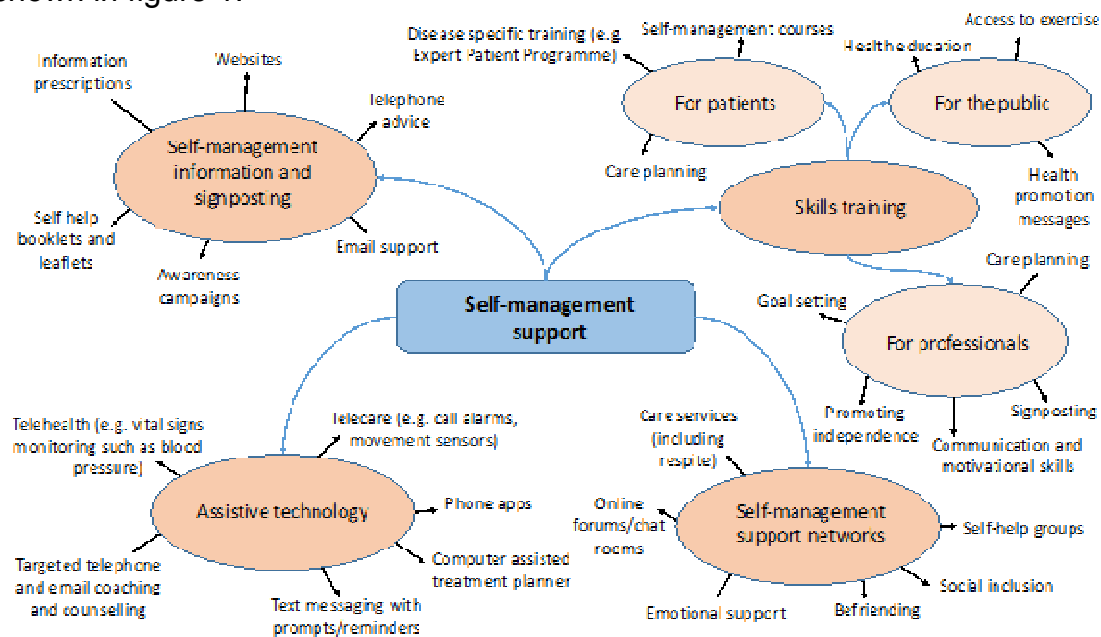 shown in figure
Information
prescriptions
Websites
Telephone
advice
Self-management
information and
signposting
Self help
booklets and
leaflets
Awareness
campaigns
Email support
Disease specific training (e.g.
Expert Patient Programme)
Self-management courses
For patients
Care planning
Health education
Access to exercise
For the public
Health
promotion
messages
Skills training
Self-management
support
Care planning
Goal setting
For professionals
Promoting
independence
Communication and
motivational skills
Signposting
Telehealth (e.g. vital signs
monitoring such as blood
pressure)
Telecare (e.g. call alarms,
movement sensors)
Assistive technology
Phone apps
Computer assisted
treatment planner
Text messaging with
prompts/reminders
Targeted telephone
and email coaching
and counselling
Care services
(including
respite)
Online
forums/chat
rooms
Self-management
support networks
Self-help groups
Social inclusion
Befriending
Emotional support